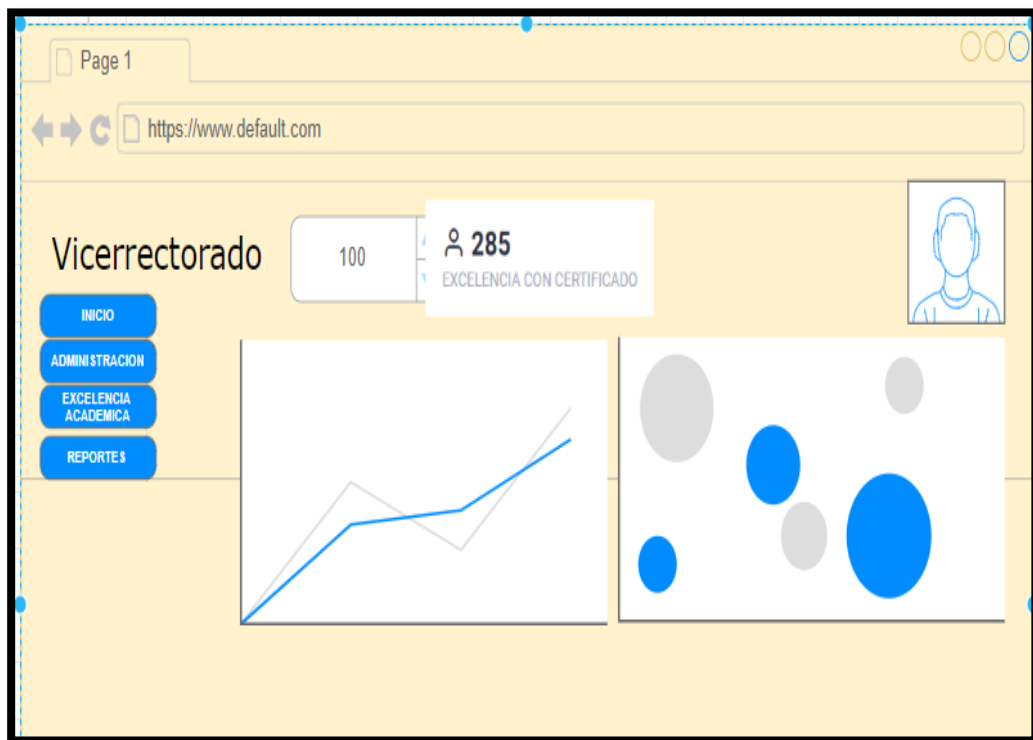 Page 1
https://www.default.com
Vicerrectorado
100
285
EXCELENCIA CON CERTIFICADO
INICIO
ADMINISTRACION
EXCELENCIA
ACADEMICA
REPORTES